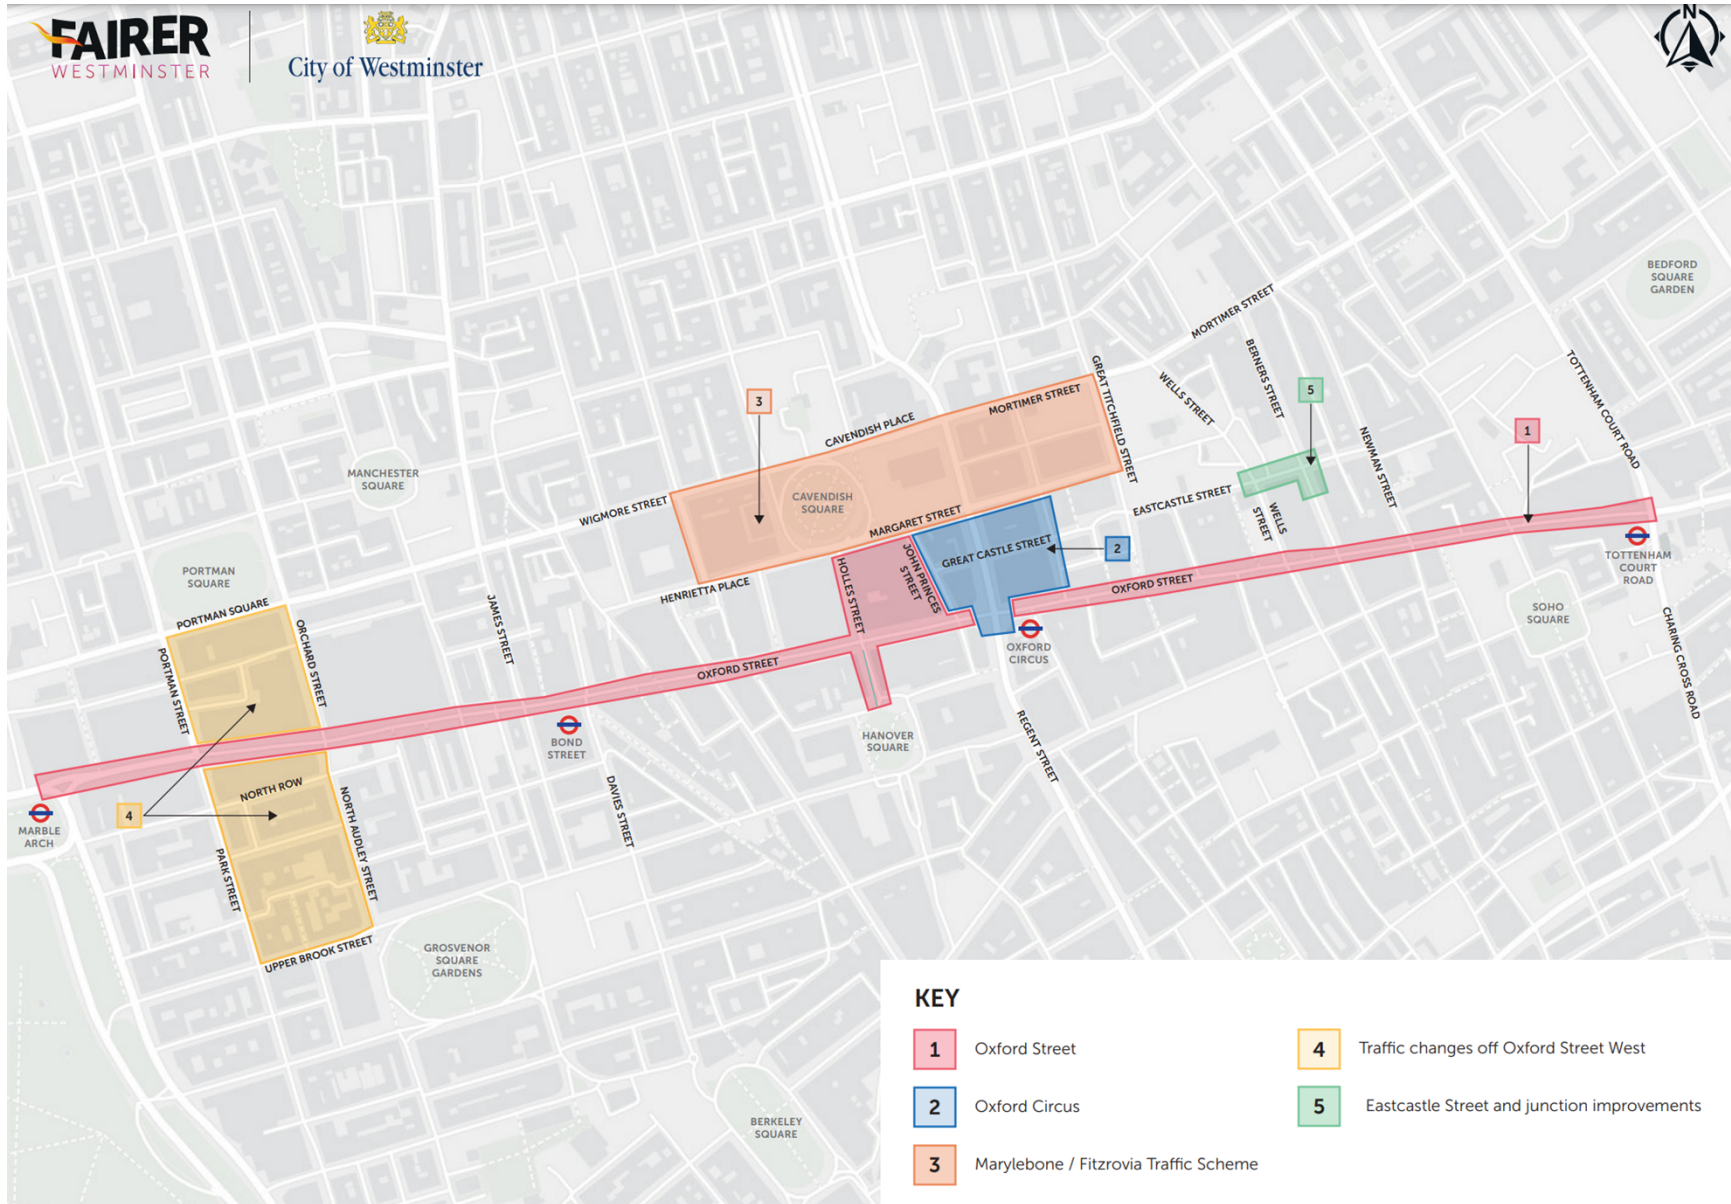 FAIRER
WESTMINSTER
City of Westminster
N
BEDFORD
SQUARE
GARDEN
MORTIMER STREET
BERNERS STREET
TOTTENHAM COURT ROAD
GREAT TITCHFIELD STREET
WELLS STREET
5
3
MORTIMER STREET
CAVENDISH PLACE
1
NEWMAN STREET
MANCHESTER
SQUARE
CAVENDISH
SQUARE
WIGMORE STREET
EASTCASTLE STREET
WELLS
STREET
MARGARET STREET
GREAT CASTLE STREET
2
JOHN PRINCES
STREET
HOLLES STREET
TOTTENHAM
COURT
ROAD
PORTMAN
SQUARE
HENRIETTA PLACE
OXFORD STREET
PORTMAN SQUARE
JAMES STREET
SOHO
SQUARE
ORCHARD STREET
OXFORD
CIRCUS
CHARING CROSS ROAD
PORTMAN STREET
OXFORD STREET
BOND
STREET
HANOVER
SQUARE
REGENT STREET
NORTH ROW
DAVIES STREET
4
MARBLE
ARCH
NORTH AUDLEY STREET
PARK STREET
UPPER BROOK STREET
GROSVENOR
SQUARE
GARDENS
BERKELEY
SQUARE
KEY
1 Oxford Street
2 Oxford Circus
3 Marylebone / Fitzrovia Traffic Scheme
4 Traffic changes off Oxford Street West
5 Eastcastle Street and junction improvements